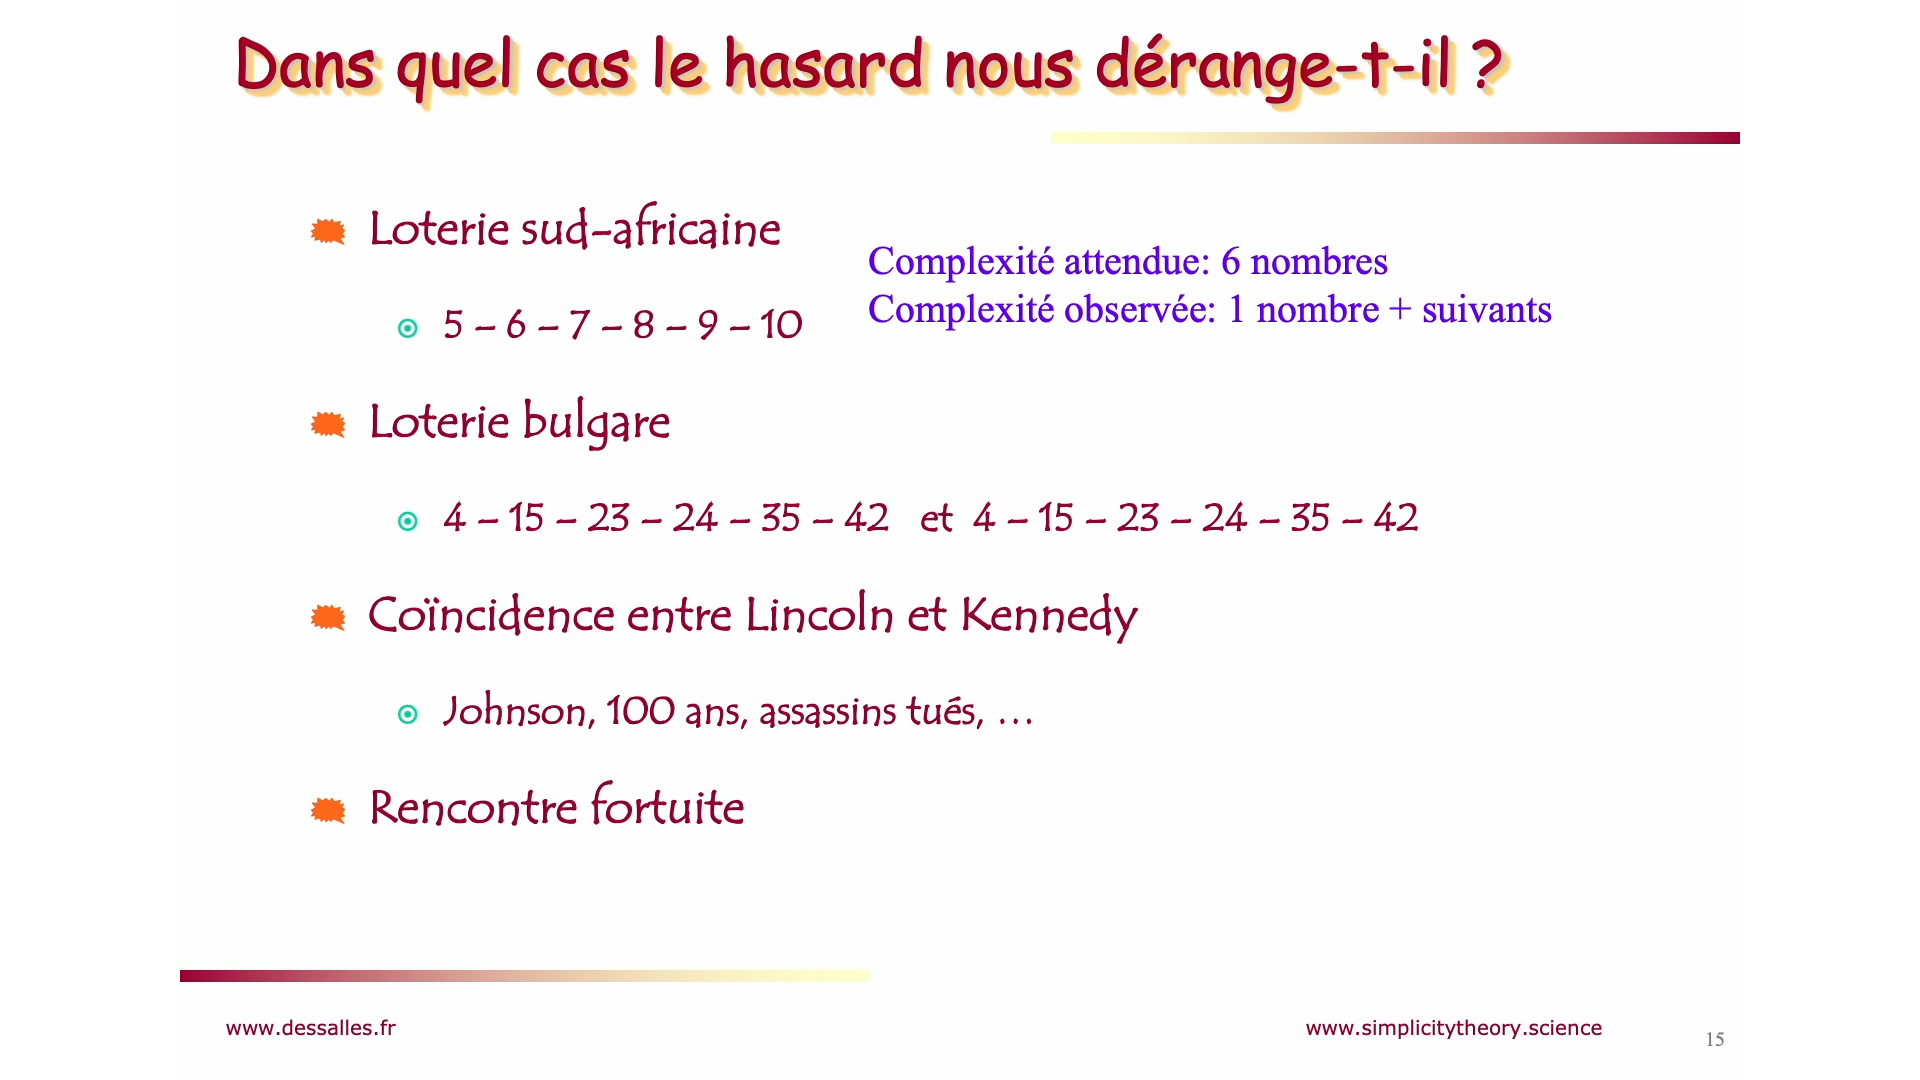 Dans quel cas le hasard nous dérange-t-il ?
Loterie sud-africaine
Complexité attendue: 6 nombres
Complexité observée: 1 nombre + suivants
5 – 6 – 7 – 8 – 9 – 10
Loterie bulgare
4 – 15 – 23 – 24 – 35 – 42 et 4 – 15 – 23 – 24 – 35 – 42
Coïncidence entre Lincoln et Kennedy
Johnson, 100 ans, assassins tués, …
Rencontre fortuite
www.dessalles.fr
www.simplicitytheory.science
15